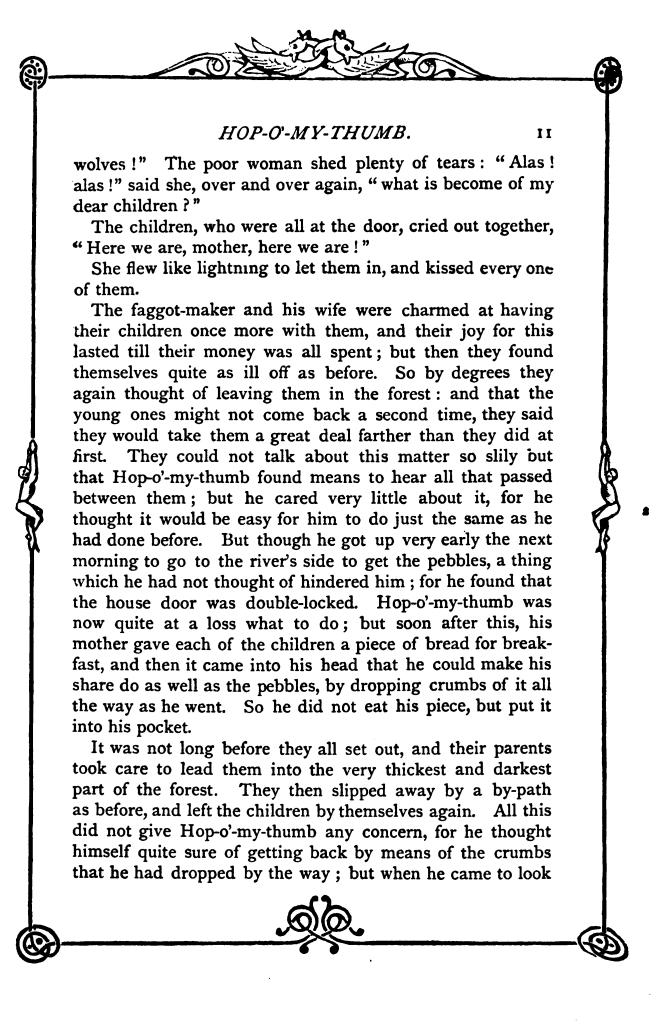 HOP-O'-MY-THUMB. 11
wolves !" The poor woman shed plenty of tears : " Alas !
alas !" said she, over and over again, " what is become of my
dear children ? "
The children, who were all at the door, cried out together,
" Here we are, mother, here we are ! "
She flew like lightning to let them in, and kissed every one
of them.
The faggot-maker and his wife were charmed at having
their children once more with them, and their joy for this
lasted till their money was all spent ; but then they found
themselves quite as ill off as before. So by degrees they
again thought of leaving them in the forest : and that the
young ones might not come back a second time, they said
they would take them a great deal farther than they did at
first. They could not talk about this matter so slily but
that Hop-o'-my-thumb found means to hear all that passed
between them ; but he cared very little about it, for he
thought it would be easy for him to do just the same as he
had done before. But though he got up very early the next
morning to go to the river's side to get the pebbles, a thing
which he had not thought of hindered him ; for he found that
the house door was double-locked. Hop-o'-my-thumb was
now quite at a loss what to do ; but soon after this, his
mother gave each of the children a piece of bread for break-
fast, and then it came into his head that he could make his
share do as well as the pebbles, by dropping crumbs of it all
the way as he went. So he did not eat his piece, but put it
into his pocket.
It was not long before they all set out, and their parents
took care to lead them into the very thickest and darkest
part of the forest. They then slipped away by a by-path
as before, and left the children by themselves again. All this
did not give Hop-o'-my-thumb any concern, for he thought
himself quite sure of getting back by means of the crumbs
that he had dropped by the way ; but when he came to look